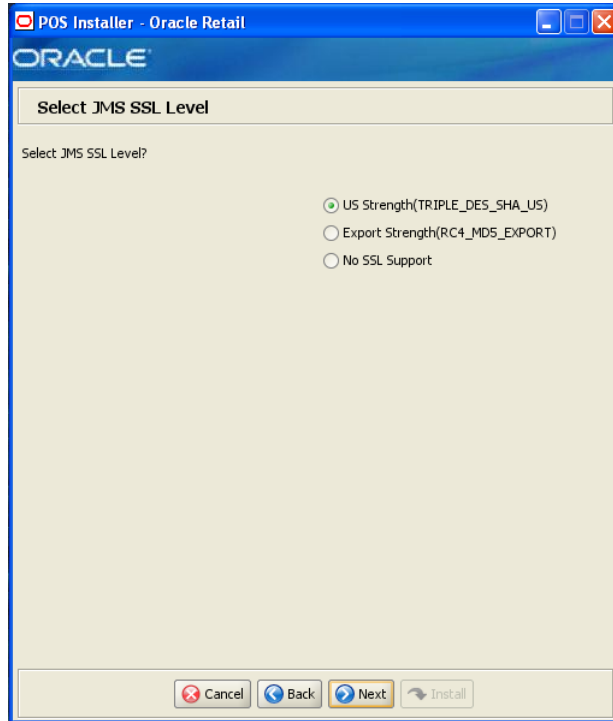 POS Installer - Oracle Retail
ORACLE
Select JMS SSL Level
Select JMS SSL Level?
US Strength(TRIPLE_DES_SHA_US)
Export Strength(RC4_MD5_EXPORT)
No SSL Support
Cancel Back Next Install